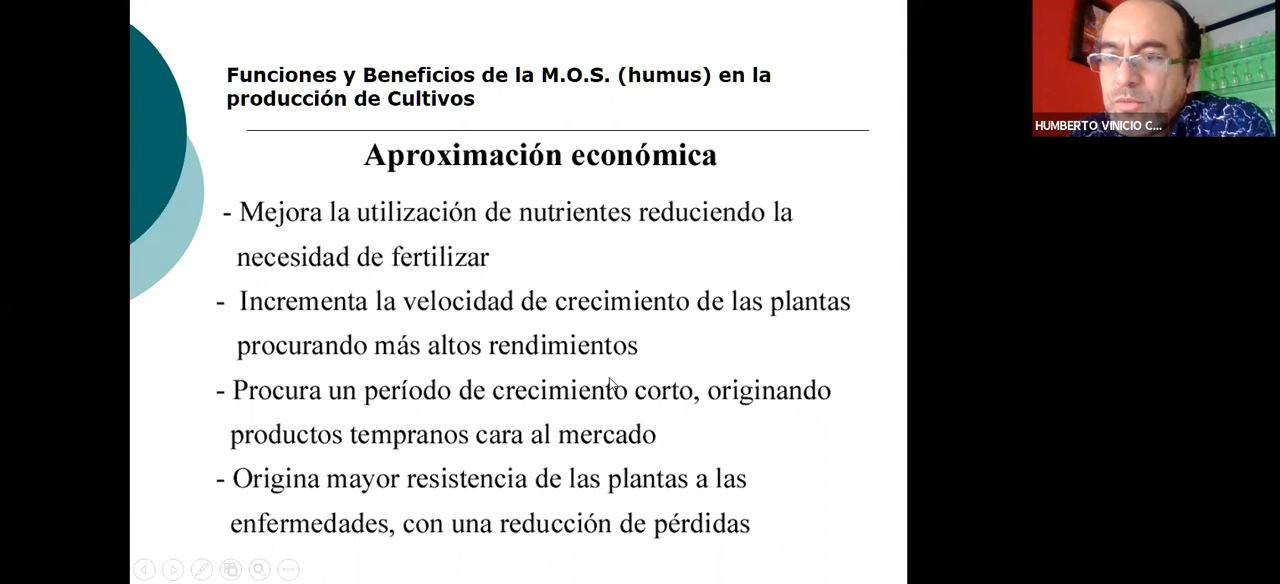 Funciones y Beneficios de la M.O.S. (humus) en la
producción de Cultivos
Aproximación económica
- Mejora la utilización de nutrientes reduciendo la
necesidad de fertilizar
- Incrementa la velocidad de crecimiento de las plantas
procurando más altos rendimientos
- Procura un período de crecimiento corto, originando
productos tempranos cara al mercado
- Origina mayor resistencia de las plantas a las
enfermedades, con una reducción de pérdidas
HUMBERTO VINICIO C...